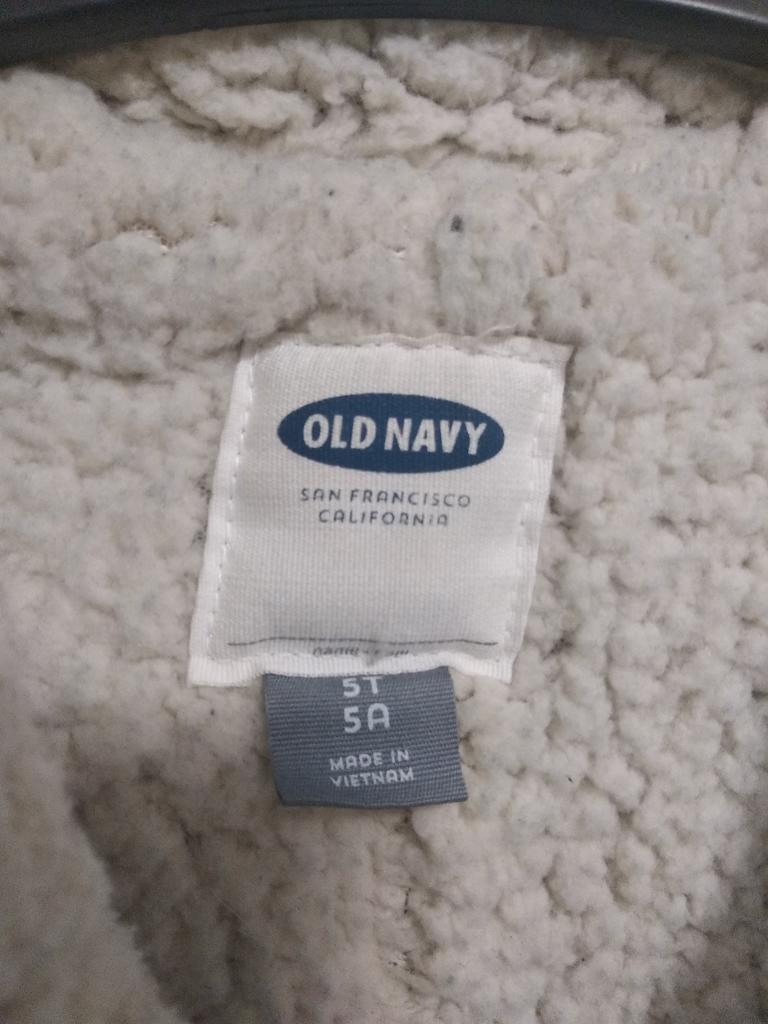 OLD NAVY
SAN FRANCISCO
CALIFORNIA
5T
5A
MADE IN
VIETNAM